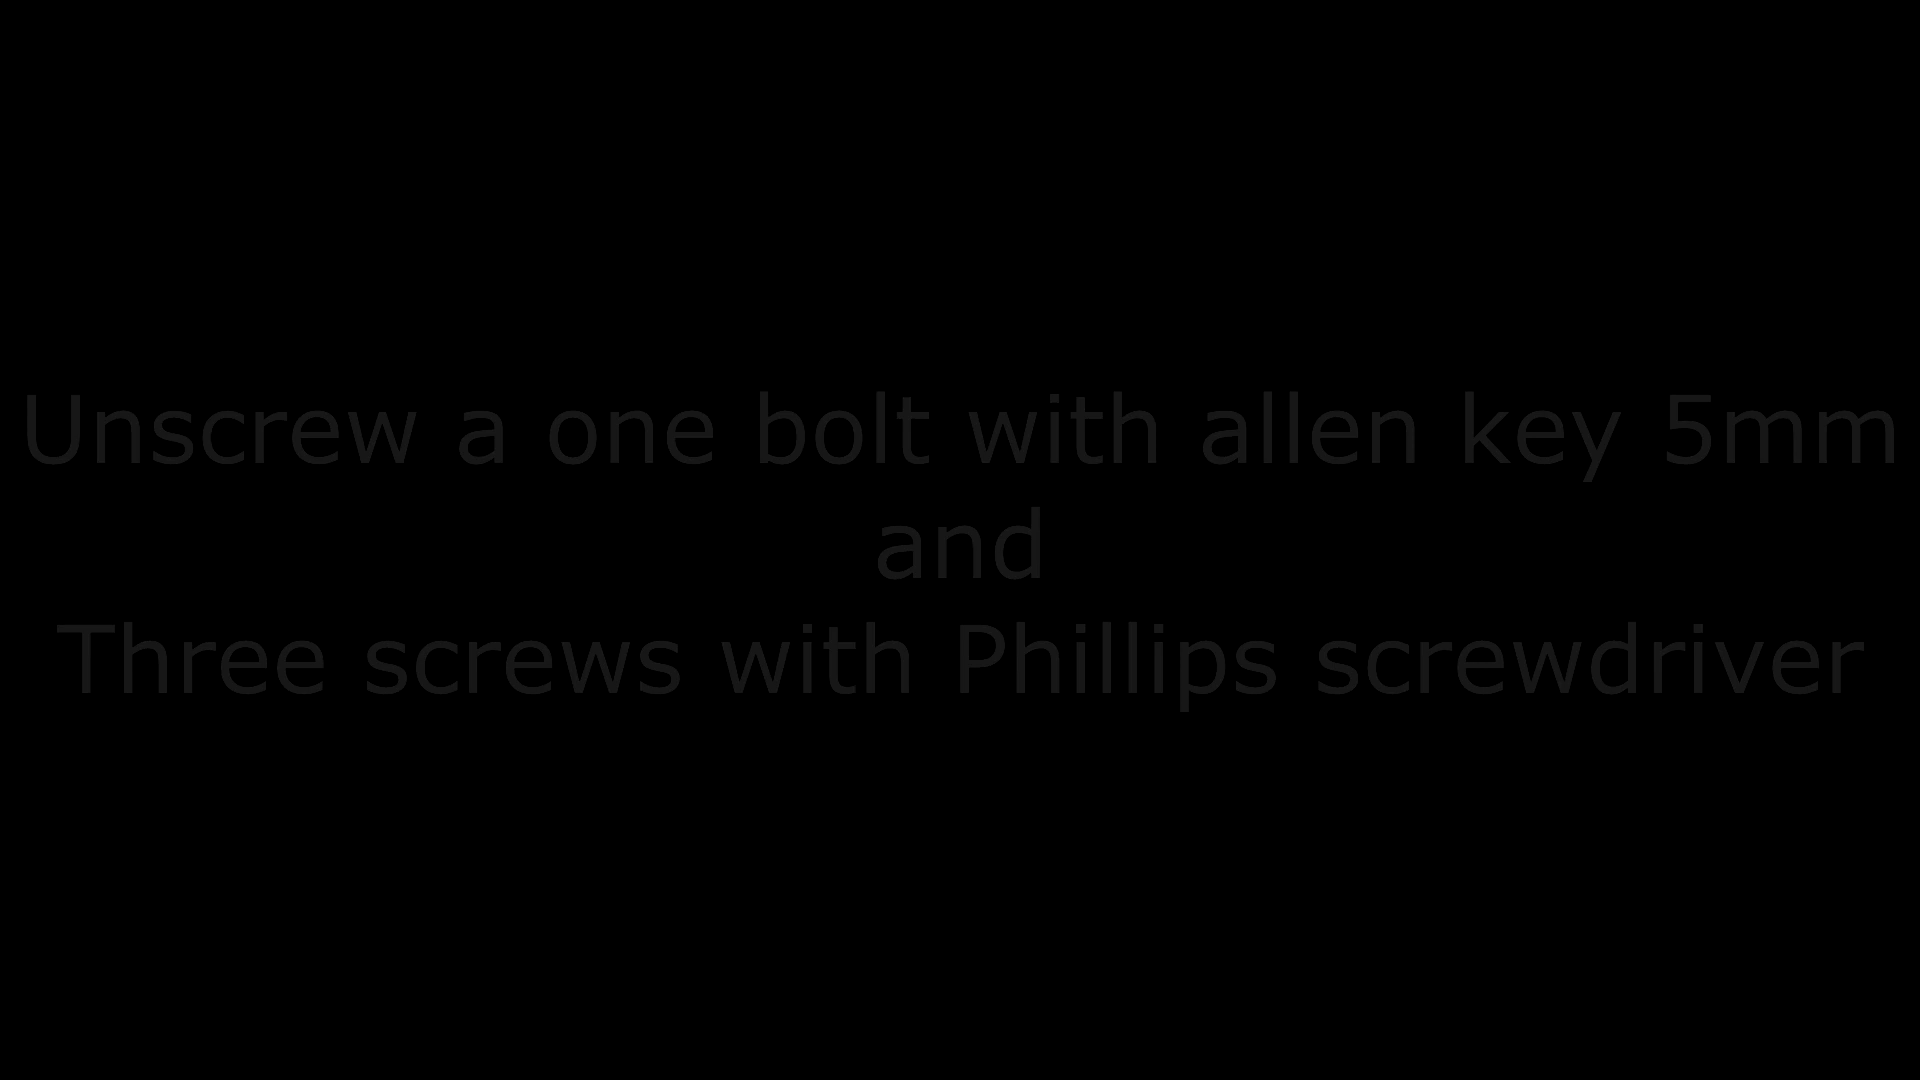 Unscrew a one bolt with allen key 5mm
and
Three screws with Phillips screwdriver